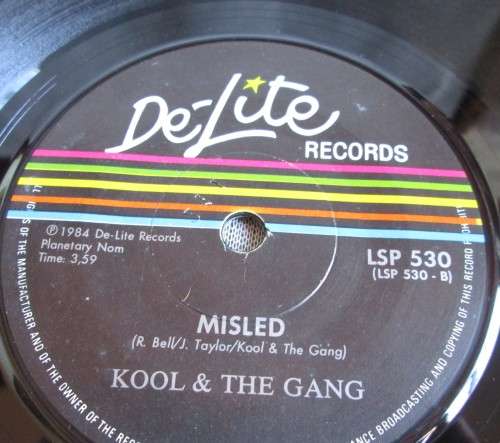 De-Lite
RECORDS
℗ 1984 De-Lite Records
Planetary Nom
Time: 3,59
LSP 530
(LSP 530 - B)
MISLED
(R. Bell/J. Taylor/Kool & The Gang)
KOOL & THE GANG
OF THE MANUFACTURER AND OF THE OWNER OF THE
BROADCASTING AND COPYING OF THIS RECORD